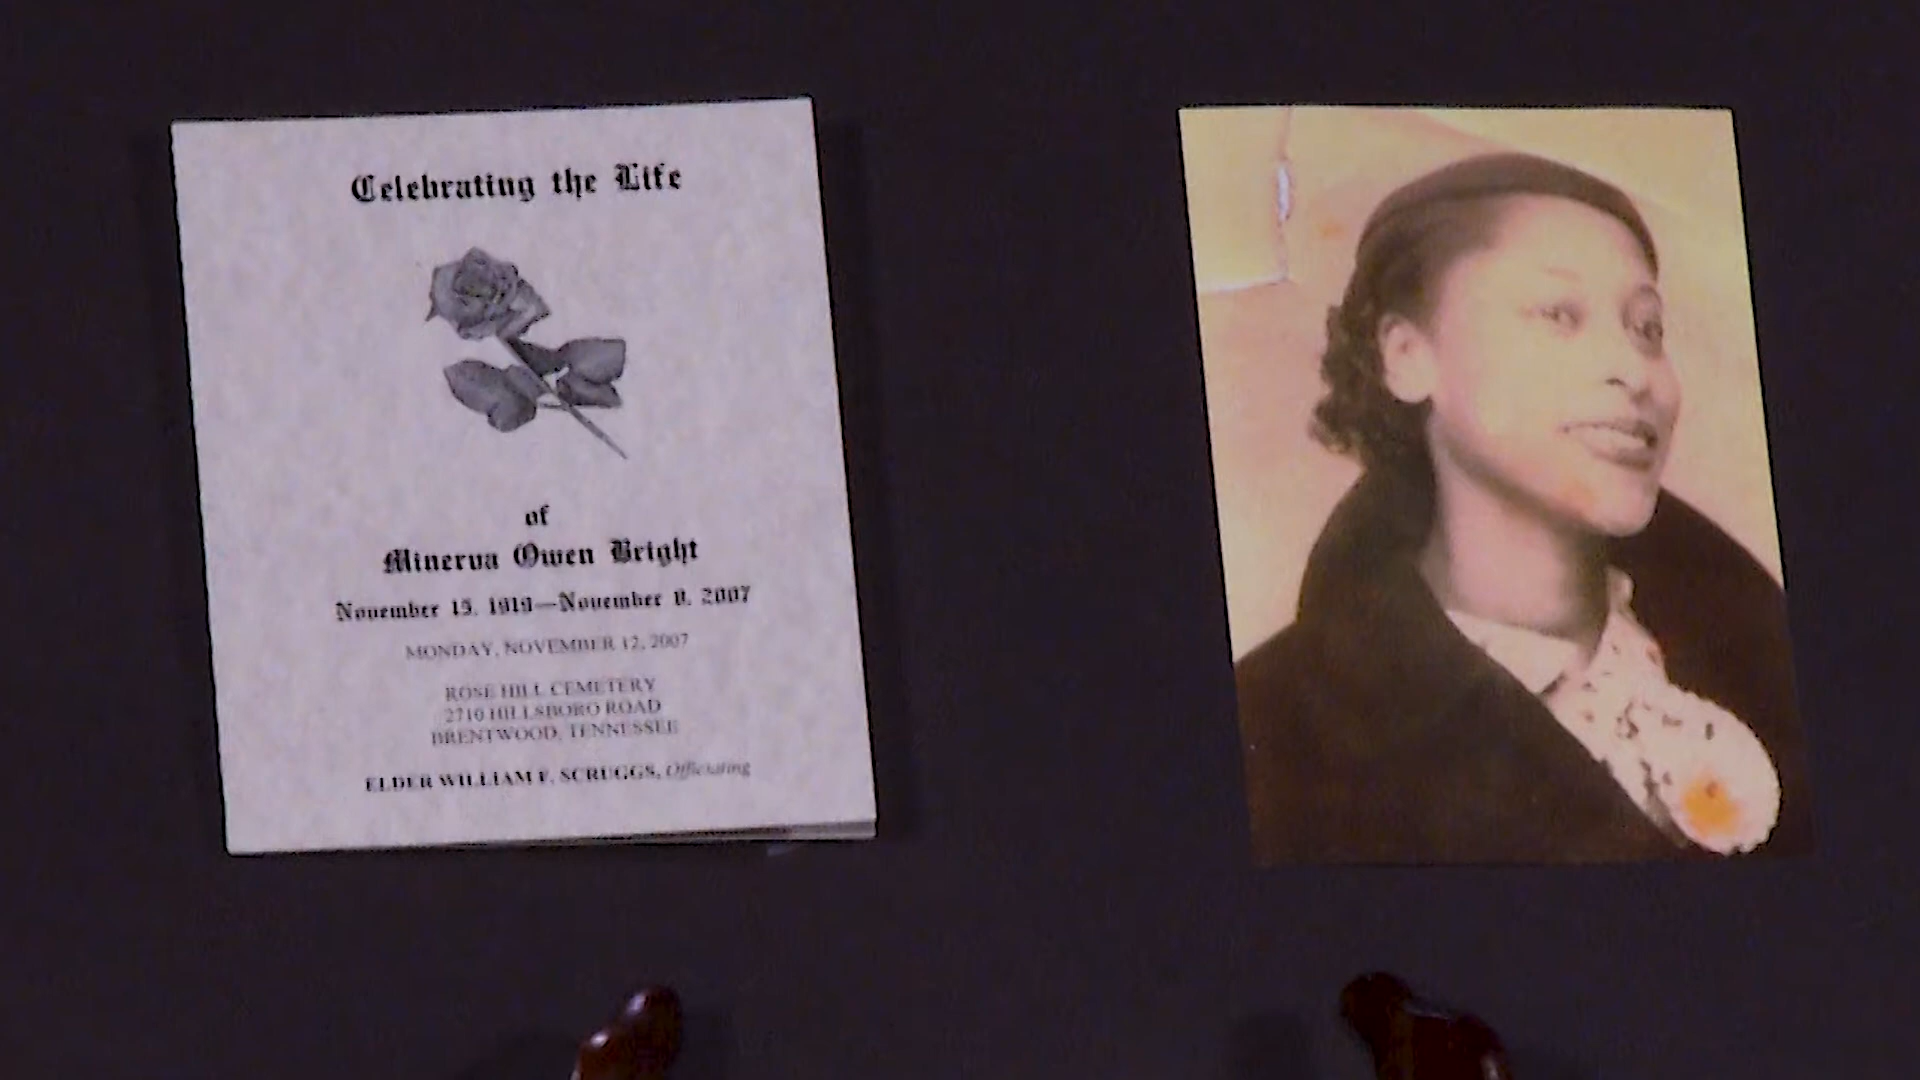 Celebrating the Life
of
Minerva Owen Bright
November 15, 1919—November 8, 2007
MONDAY, NOVEMBER 12, 2007
ROSE HILL CEMETERY
2710 HILLSBORO ROAD
BRENTWOOD, TENNESSEE
ELDER WILLIAM F. SCRUGGS, Officiating